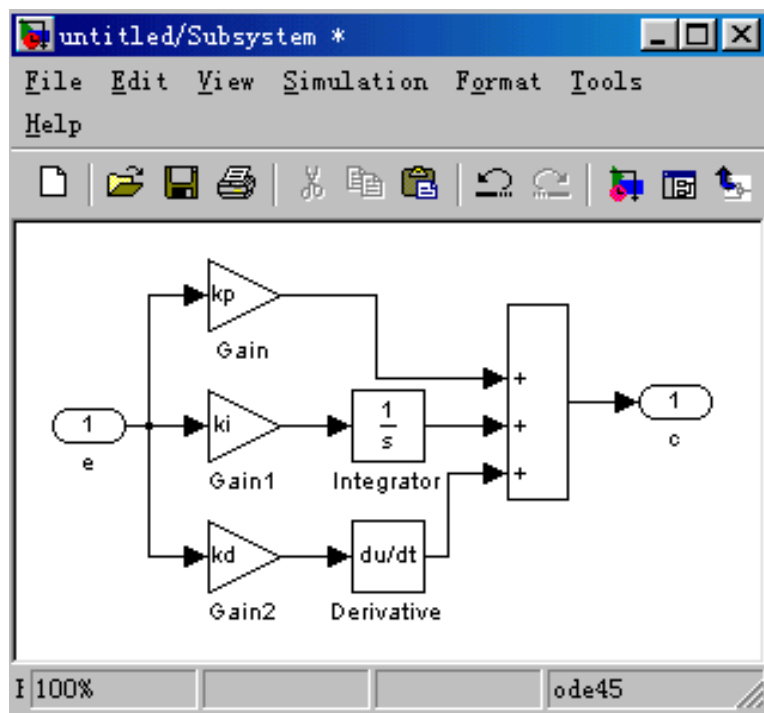 untitled/Subsystem *
File Edit View Simulation Format Tools
Help
kp
Gain
+
1
e
ki
Gain1
1
s
Integrator
+
1
c
+
kd
Gain2
du/dt
Derivative
100%
ode45